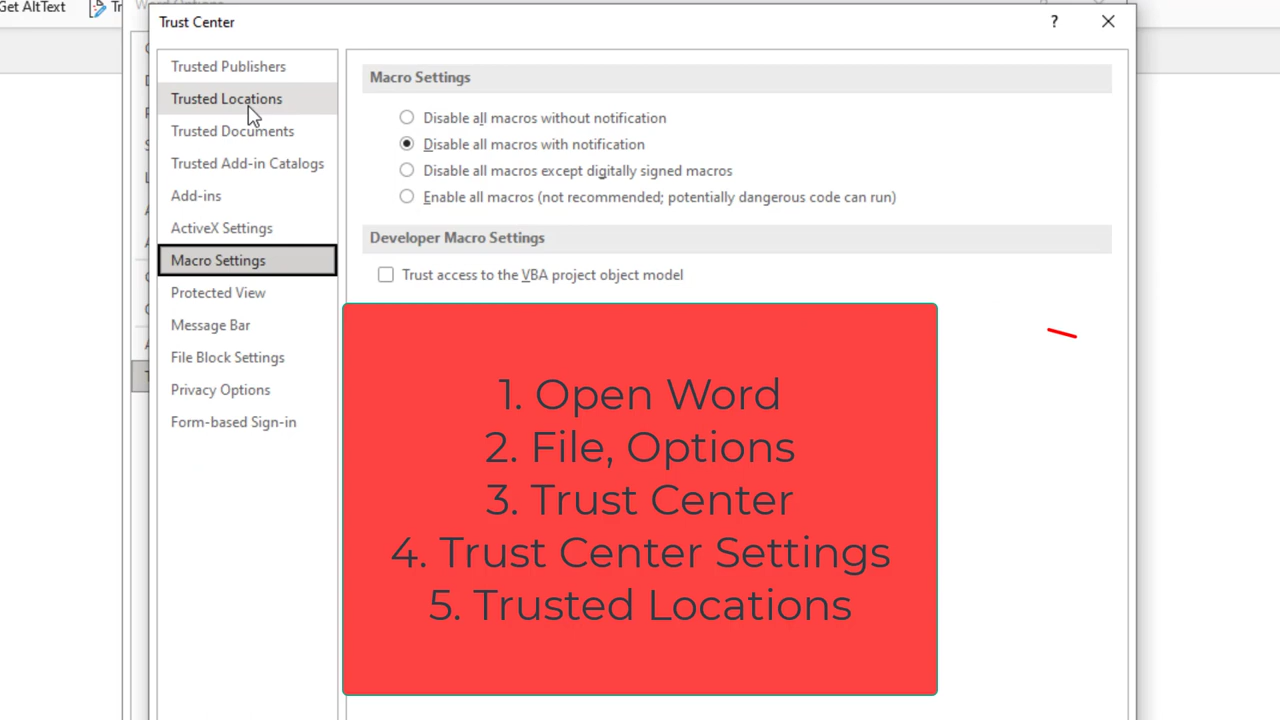 Get AltText
Trust Center
?
Trusted Publishers
Trusted Locations
Trusted Documents
Trusted Add-in Catalogs
Add-ins
ActiveX Settings
Macro Settings
Protected View
Message Bar
File Block Settings
Privacy Options
Form-based Sign-in
Macro Settings
Disable all macros without notification
Disable all macros with notification
Disable all macros except digitally signed macros
Enable all macros (not recommended; potentially dangerous code can run)
Developer Macro Settings
Trust access to the VBA project object model
1. Open Word
2. File, Options
3. Trust Center
4. Trust Center Settings
5. Trusted Locations